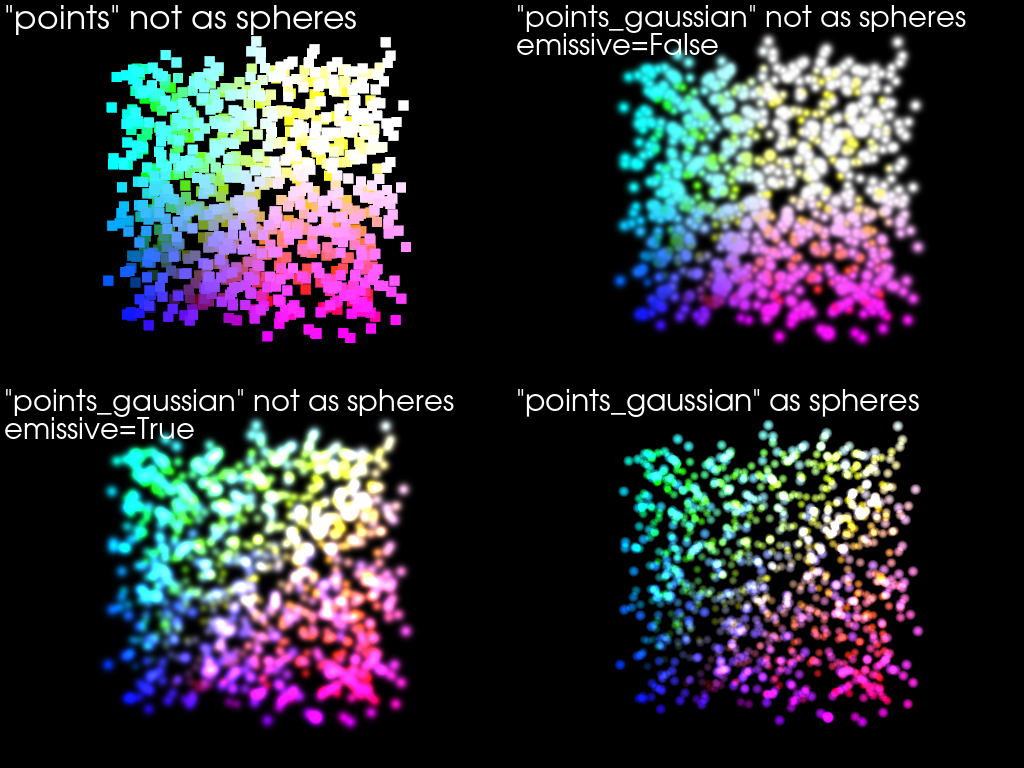 "points" not as spheres
"points_gaussian" not as spheres
emissive=False
"points_gaussian" not as spheres
emissive=True
"points_gaussian" as spheres